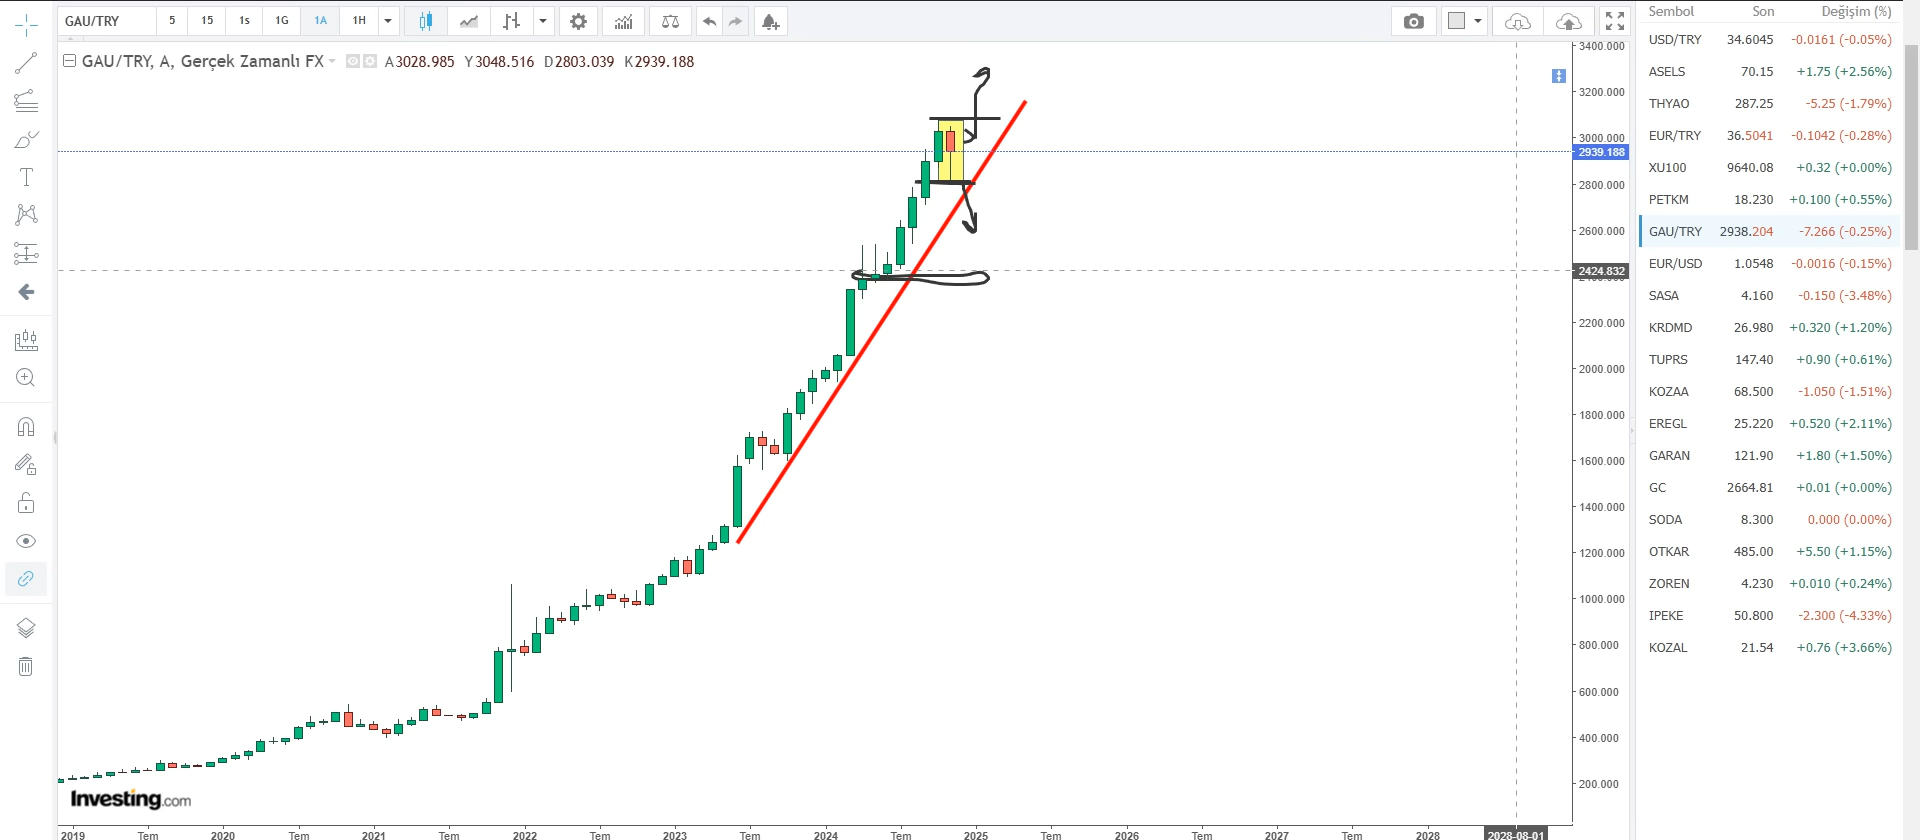 GAU/TRY 5 15 1s 1G 1A 1H
GAU/TRY, A, Gerçek Zamanlı FX A3028.985 Y3048.516 D2803.039 K2939.188
3400.000
3200.000
3000.000
2939.188
2800.000
2600.000
2424.832
2200.000
2000.000
1800.000
1600.000
1400.000
1200.000
1000.000
800.000
600.000
400.000
200.000
Investing.com
2019 Tem 2020 Tem 2021 Tem 2022 Tem 2023 Tem 2024 Tem 2025 Tem 2026 Tem 2027 Tem 2028 2028-08-01
Sembol Son Değişim (%)
USD/TRY 34.6045 -0.0161 (-0.05%)
ASELS 70.15 +1.75 (+2.56%)
THYAO 287.25 -5.25 (-1.79%)
EUR/TRY 36.5041 -0.1042 (-0.28%)
XU100 9640.08 +0.32 (+0.00%)
PETKM 18.230 +0.100 (+0.55%)
GAU/TRY 2938.204 -7.266 (-0.25%)
EUR/USD 1.0548 -0.0016 (-0.15%)
SASA 4.160 -0.150 (-3.48%)
KRDMD 26.980 +0.320 (+1.20%)
TUPRS 147.40 +0.90 (+0.61%)
KOZAA 68.500 -1.050 (-1.51%)
EREGL 25.220 +0.520 (+2.11%)
GARAN 121.90 +1.80 (+1.50%)
GC 2664.81 +0.01 (+0.00%)
SODA 8.300 0.000 (0.00%)
OTKAR 485.00 +5.50 (+1.15%)
ZOREN 4.230 +0.010 (+0.24%)
IPEKE 50.800 -2.300 (-4.33%)
KOZAL 21.54 +0.76 (+3.66%)